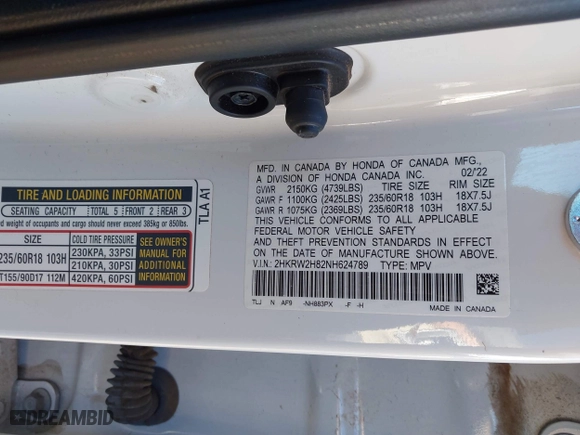 TIRE AND LOADING INFORMATION
SEATING CAPACITY TOTAL 5 FRONT 2 REAR 3
d weight of occupants and cargo should never exceed 385kg or 850lbs.
SIZE COLD TIRE PRESSURE
235/60R18 103H 230KPA, 33PSI
210KPA, 30PSI
T155/90D17 112M 420KPA, 60PSI
SEE OWNER'S
MANUAL FOR
ADDITIONAL
INFORMATION
TLA A1
MFD. IN CANADA BY HONDA OF CANADA MFG.,
A DIVISION OF HONDA CANADA INC. 02/22
GVWR 2150KG (4739LBS) TIRE SIZE RIM SIZE
GAWR F 1100KG (2425LBS) 235/60R18 103H 18X7.5J
GAWR R 1075KG (2369LBS) 235/60R18 103H 18X7.5J
THIS VEHICLE CONFORMS TO ALL APPLICABLE
FEDERAL MOTOR VEHICLE SAFETY
AND THEFT PREVENTION STANDARDS IN EFFECT
ON THE DATE OF MANUFACTURE SHOWN ABOVE.
V.I.N.: 2HKRW2H82NH624789 TYPE: MPV
TLJ N AF9 -NH883PX -F -H
MADE IN CANADA
DREAMBID